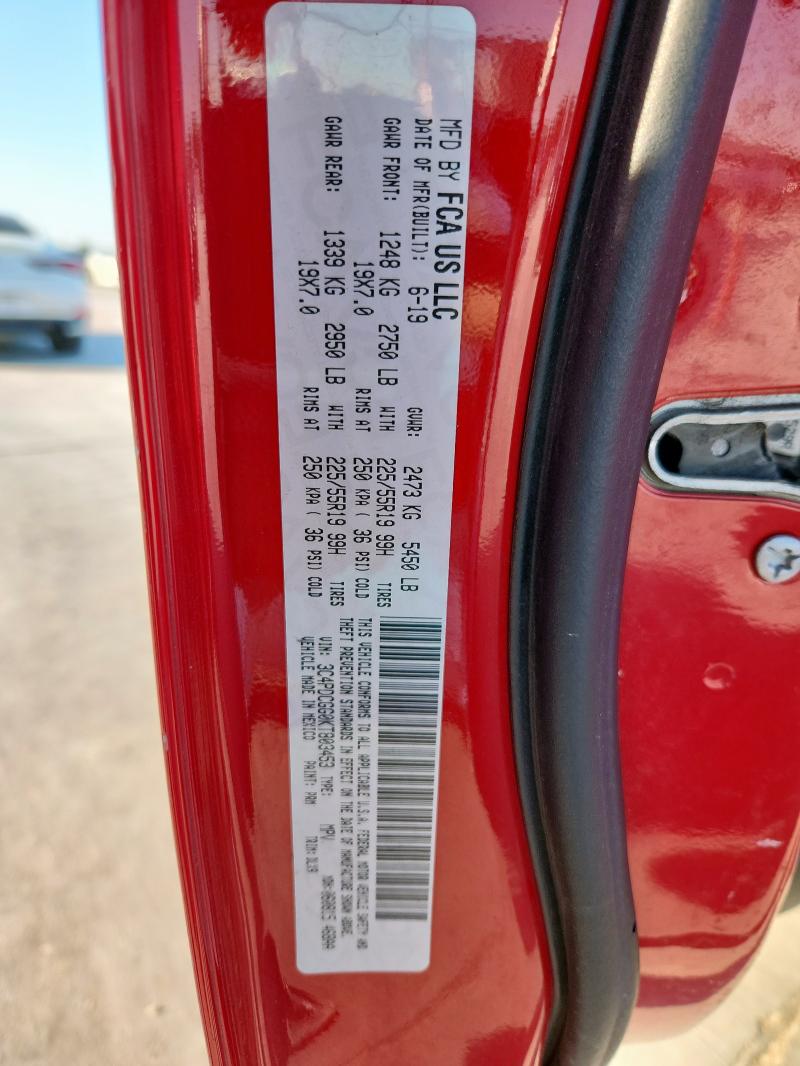 MFD BY FCA US LLC
DATE OF MFR(BUILT): 6-19 GVWR: 2473 KG 5450 LB
GAWR FRONT: 1248 KG 2750 LB WITH 225/55R19 99H TIRES
19X7.0 RIMS AT 250 KPA ( 36 PSI) COLD
GAWR REAR: 1339 KG 2950 LB WITH 225/55R19 99H TIRES
19X7.0 RIMS AT 250 KPA ( 36 PSI) COLD
THIS VEHICLE CONFORMS TO ALL APPLICABLE U.S.A. FEDERAL MOTOR VEHICLE SAFETY AND
THEFT PREVENTION STANDARDS IN EFFECT ON THE DATE OF MANUFACTURE SHOWN ABOVE.
VIN: 3C4PDCGG0KT803453 TYPE: MPV
VEHICLE MADE IN MEXICO PAINT: PRM TRIM: DLX9